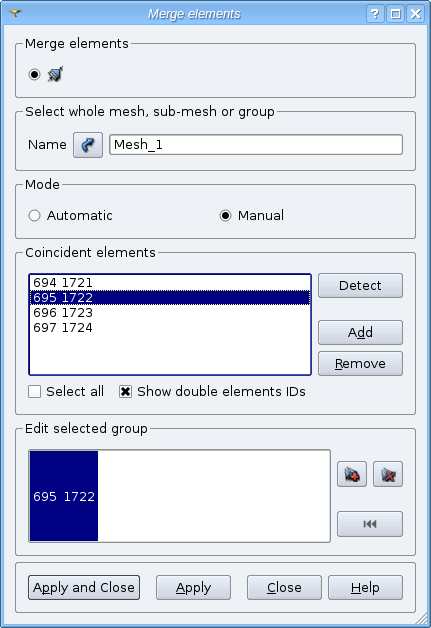 Merge elements
Merge elements
Select whole mesh, sub-mesh or group
Name Mesh_1
Mode
Automatic Manual
Coincident elements
694 1721
695 1722
696 1723
697 1724
Detect
Add
Remove
Select all Show double elements IDs
Edit selected group
695 1722
Apply and Close Apply Close Help